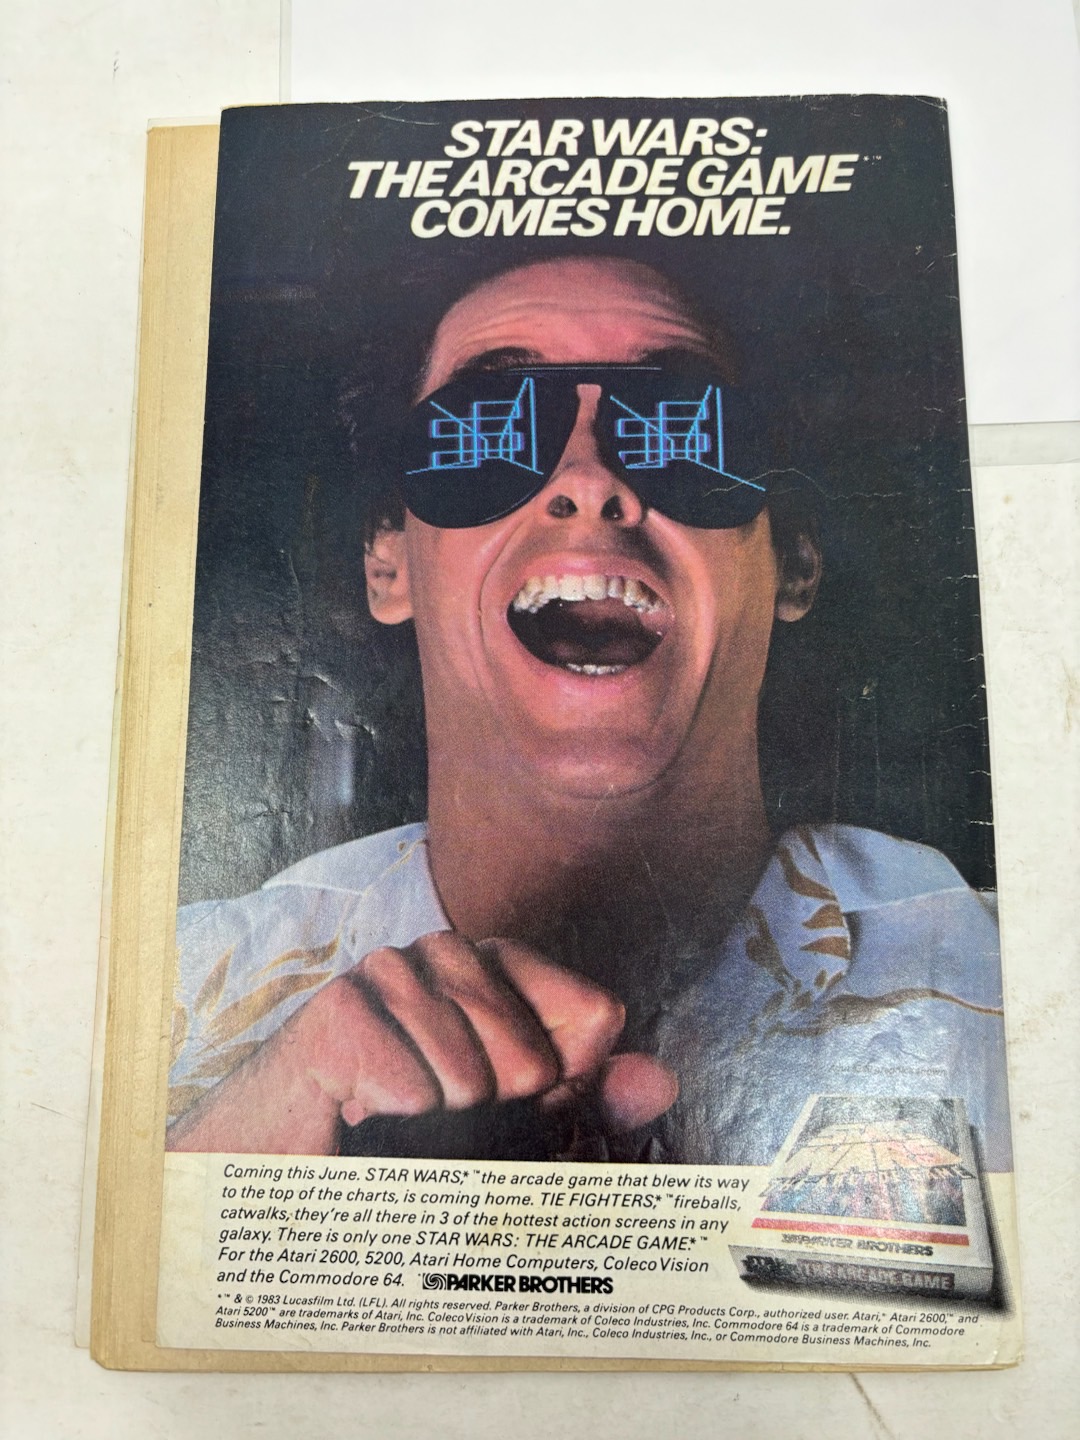 STAR WARS:
THE ARCADE GAME*™
COMES HOME.
Coming this June. STAR WARS,*™ the arcade game that blew its way
to the top of the charts, is coming home. TIE FIGHTERS,*™ fireballs,
catwalks, they're all there in 3 of the hottest action screens in any
galaxy. There is only one STAR WARS: THE ARCADE GAME.*™
For the Atari 2600, 5200, Atari Home Computers, ColecoVision
and the Commodore 64. PARKER BROTHERS
*™ & © 1983 Lucasfilm Ltd. (LFL). All rights reserved. Parker Brothers, a division of CPG Products Corp., authorized user. Atari,* Atari 2600,™ and
Atari 5200™ are trademarks of Atari, Inc. ColecoVision is a trademark of Coleco Industries, Inc. Commodore 64 is a trademark of Commodore
Business Machines, Inc. Parker Brothers is not affiliated with Atari, Inc., Coleco Industries, Inc., or Commodore Business Machines, Inc.
PARKER BROTHERS
THE ARCADE GAME